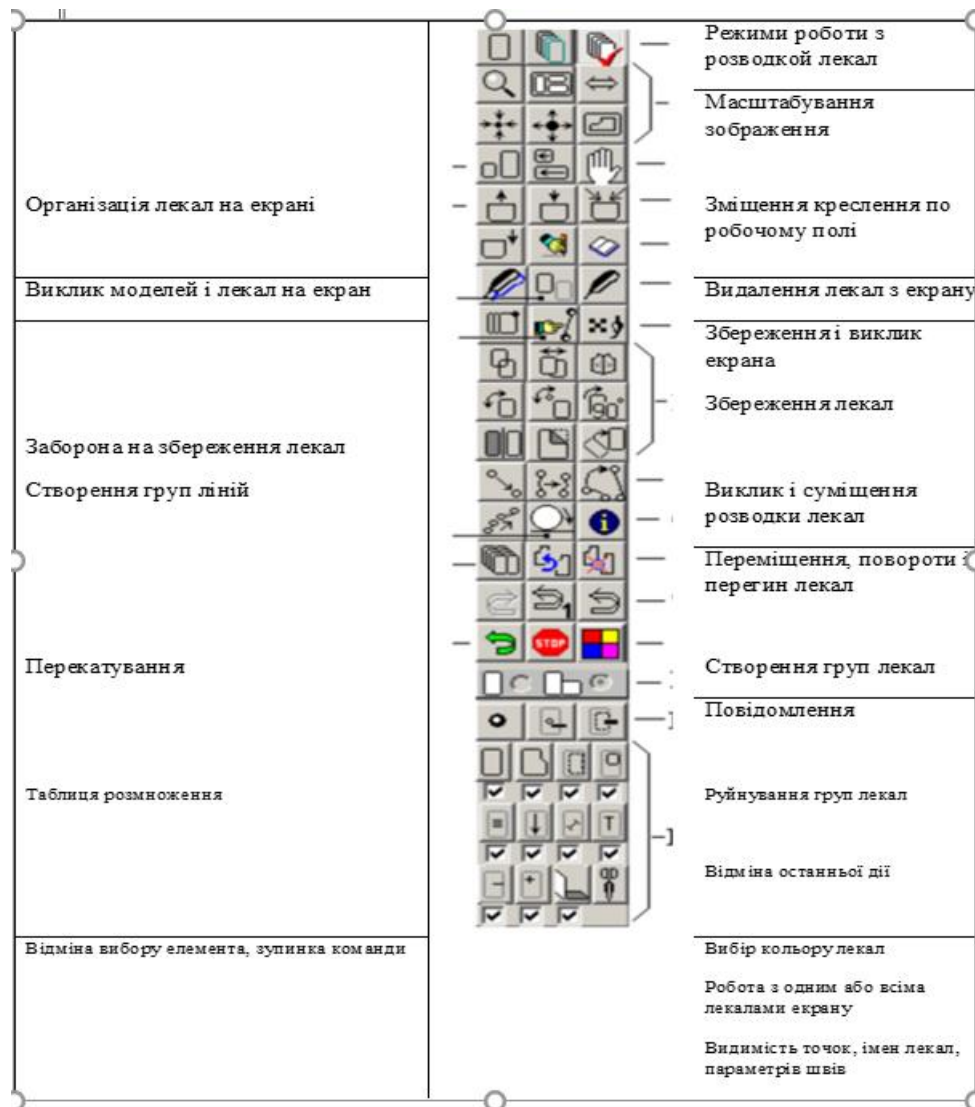 Організація лекал на екрані
Виклик моделей і лекал на екран
Заборона на збереження лекал
Створення груп ліній
Перекатування
Таблиця розмноження
Відміна вибору елемента, зупинка команди
90°
i
1
STOP
T
Режими роботи з
розводкой лекал
Масштабування
зображення
Зміщення креслення по
робочому полі
Видалення лекал з екрану
Збереження і виклик
екрана
Збереження лекал
Виклик і суміщення
розводки лекал
Переміщення, повороти і
перегин лекал
Створення груп лекал
Повідомлення
Руйнування груп лекал
Відміна останньої дії
Вибір кольору лекал
Робота з одним або всіма
лекалами екрану
Видимість точок, імен лекал,
параметрів швів